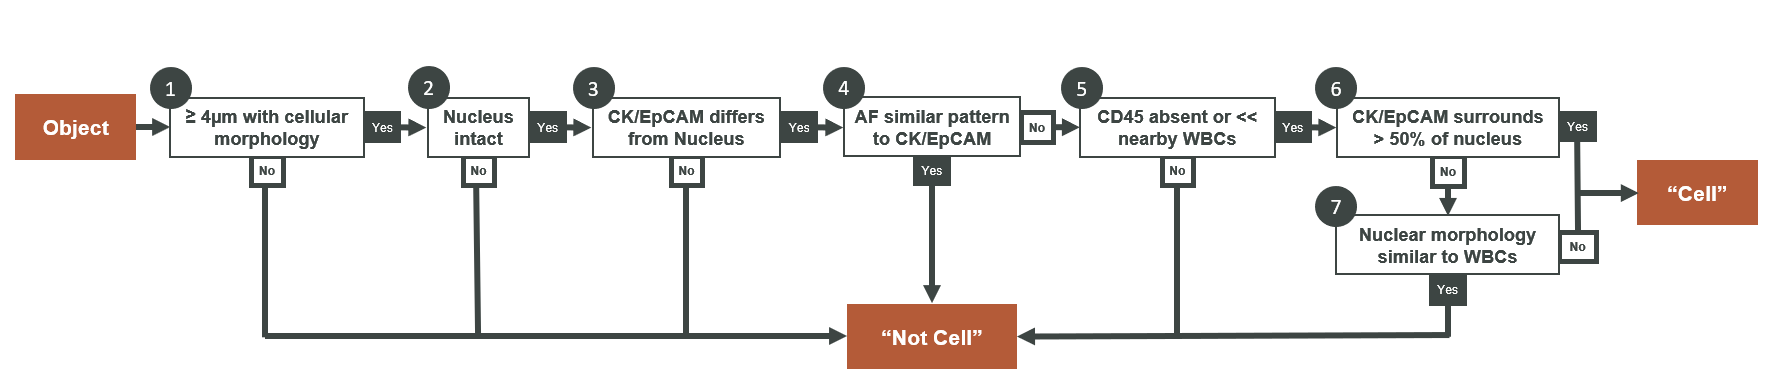 Object
1
≥ 4µm with cellular
morphology
Yes
No
2
Nucleus
intact
Yes
No
3
CK/EpCAM differs
from Nucleus
Yes
No
4
AF similar pattern
to CK/EpCAM
No
Yes
5
CD45 absent or <<
nearby WBCs
Yes
No
6
CK/EpCAM surrounds
> 50% of nucleus
Yes
No
7
Nuclear morphology
similar to WBCs
No
Yes
“Cell”
“Not Cell”